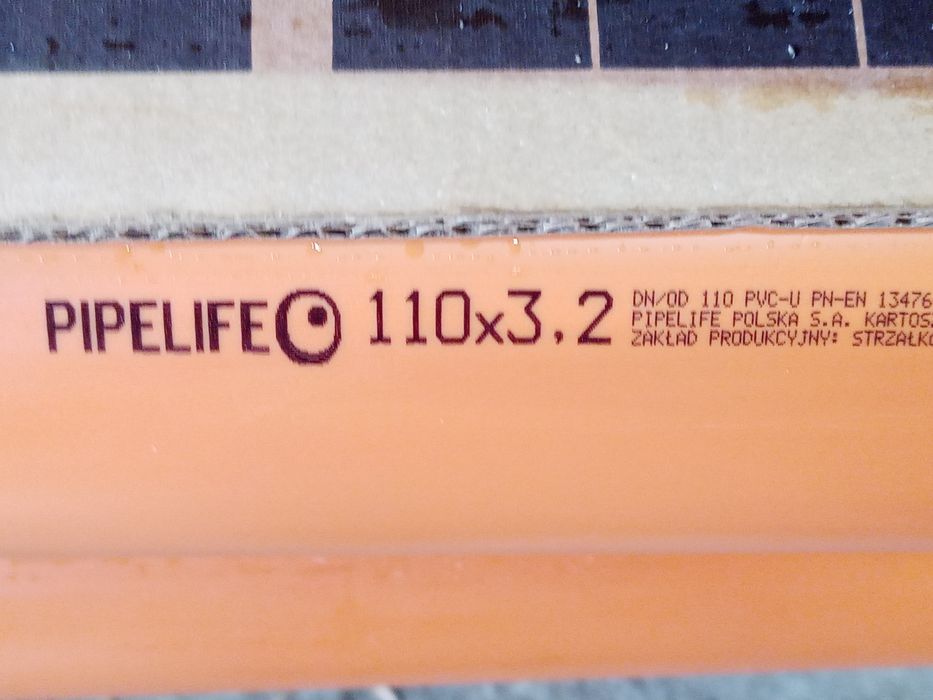 PIPELIFE 110x3,2
DN/OD 110 PVC-U PN-EN 13476
PIPELIFE POLSKA S.A.
ZAKŁAD PRODUKCYJNY: